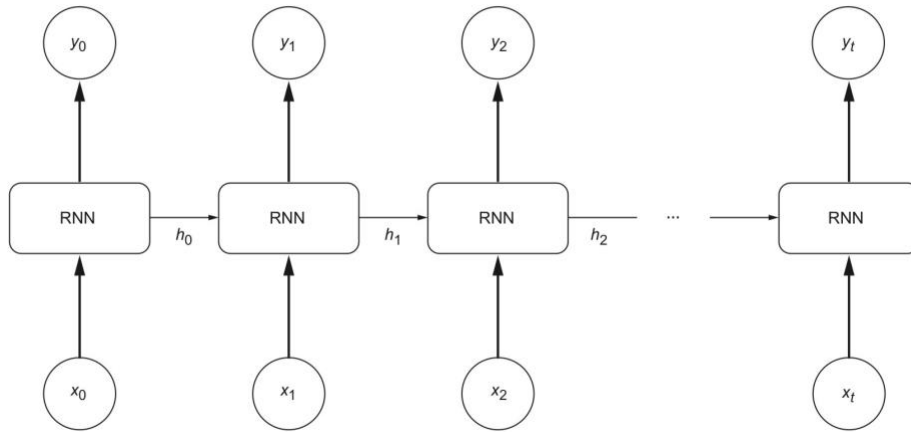 y₀ y₁ y₂ yₜ
RNN RNN RNN ... RNN
h₀ h₁ h₂
x₀ x₁ x₂ xₜ